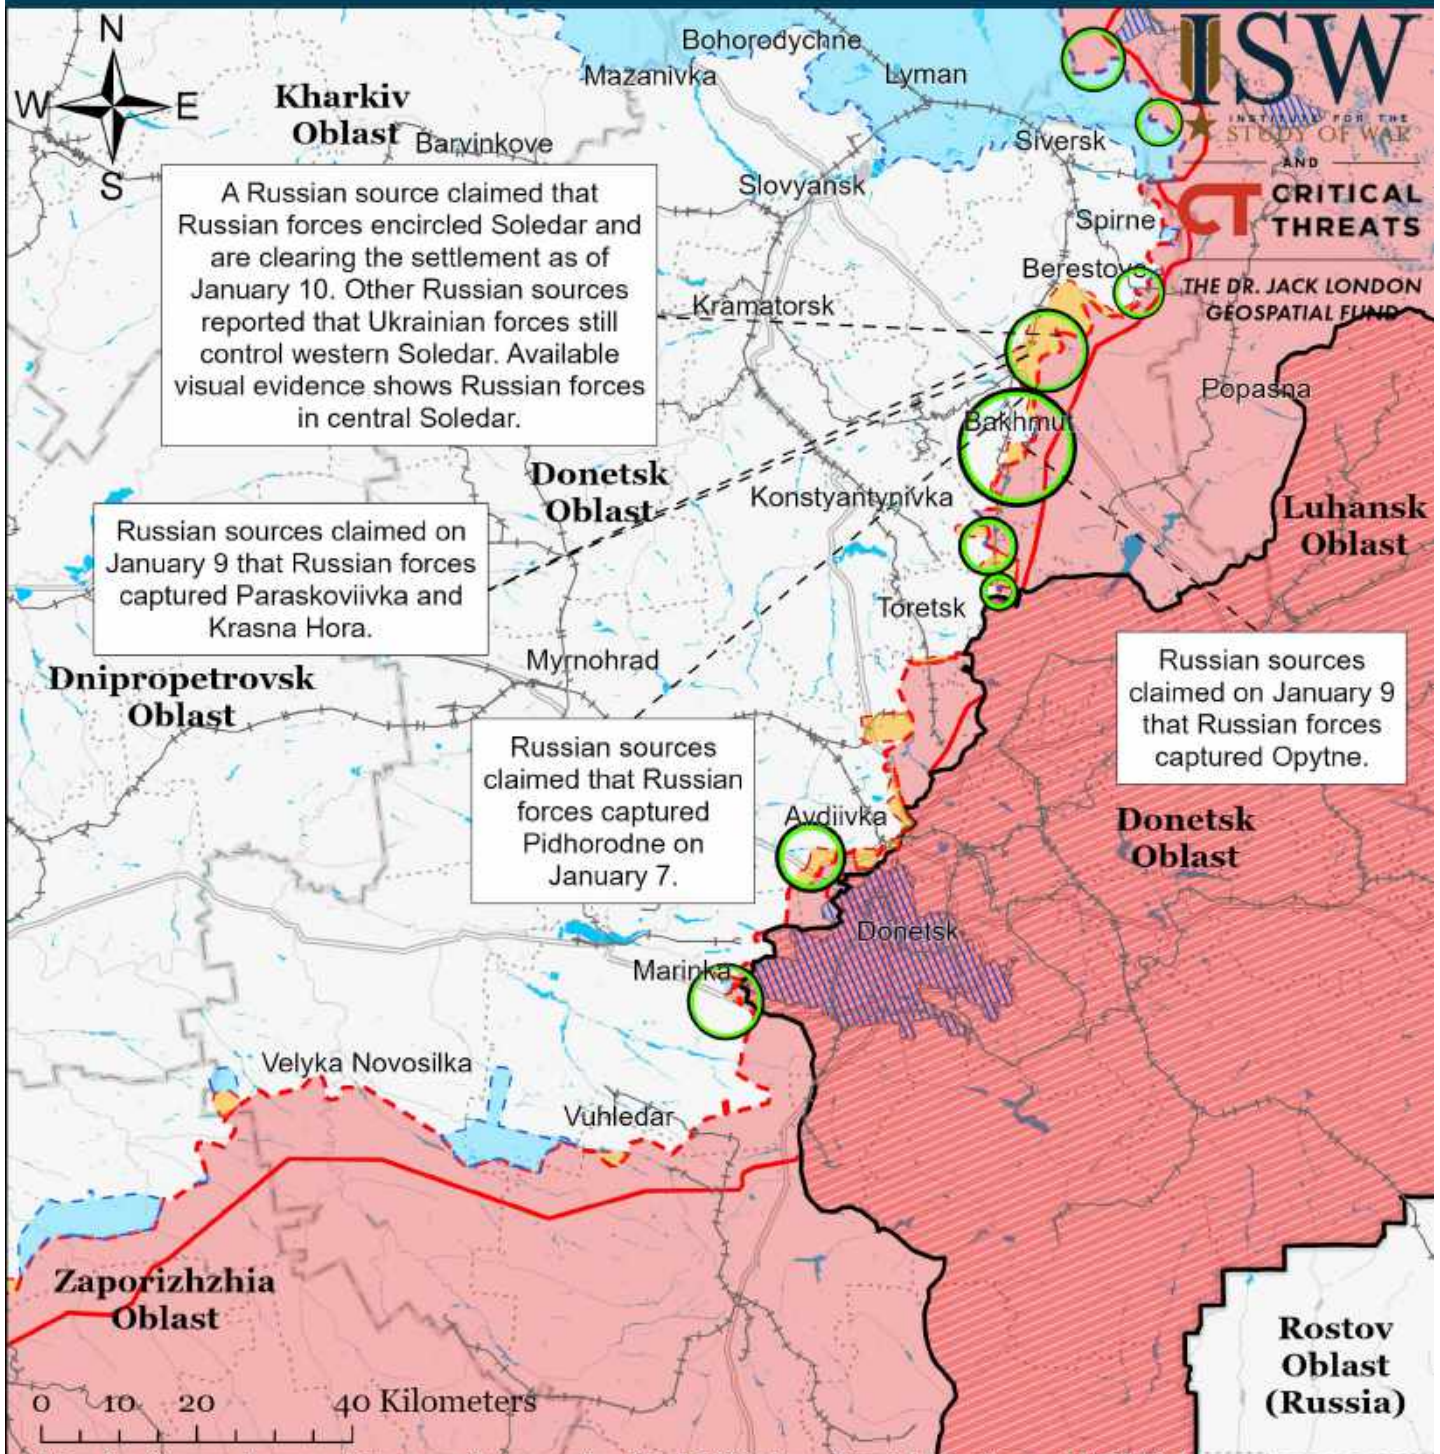 N
W
E
S
Kharkiv
Oblast
Barvinkove
Bohorodychne
Mazanivka
Lyman
Siversk
Slovyansk
Spirne
Berestove
Kramatorsk
Popasna
Bakhmut
ISW
INSTITUTE FOR THE
STUDY OF WAR
AND
CT CRITICAL
THREATS
THE DR. JACK LONDON
GEOSPATIAL FUND
A Russian source claimed that
Russian forces encircled Soledar and
are clearing the settlement as of
January 10. Other Russian sources
reported that Ukrainian forces still
control western Soledar. Available
visual evidence shows Russian forces
in central Soledar.
Donetsk
Oblast
Konstyantynivka
Luhansk
Oblast
Russian sources claimed on
January 9 that Russian forces
captured Paraskoviivka and
Krasna Hora.
Toretsk
Myrnohrad
Dnipropetrovsk
Oblast
Russian sources
claimed on January 9
that Russian forces
captured Opytne.
Russian sources
claimed that Russian
forces captured
Pidhorodne on
January 7.
Avdiivka
Donetsk
Oblast
Donetsk
Marinka
Velyka Novosilka
Vuhledar
Zaporizhzhia
Oblast
Rostov
Oblast
(Russia)
0 10 20 40 Kilometers